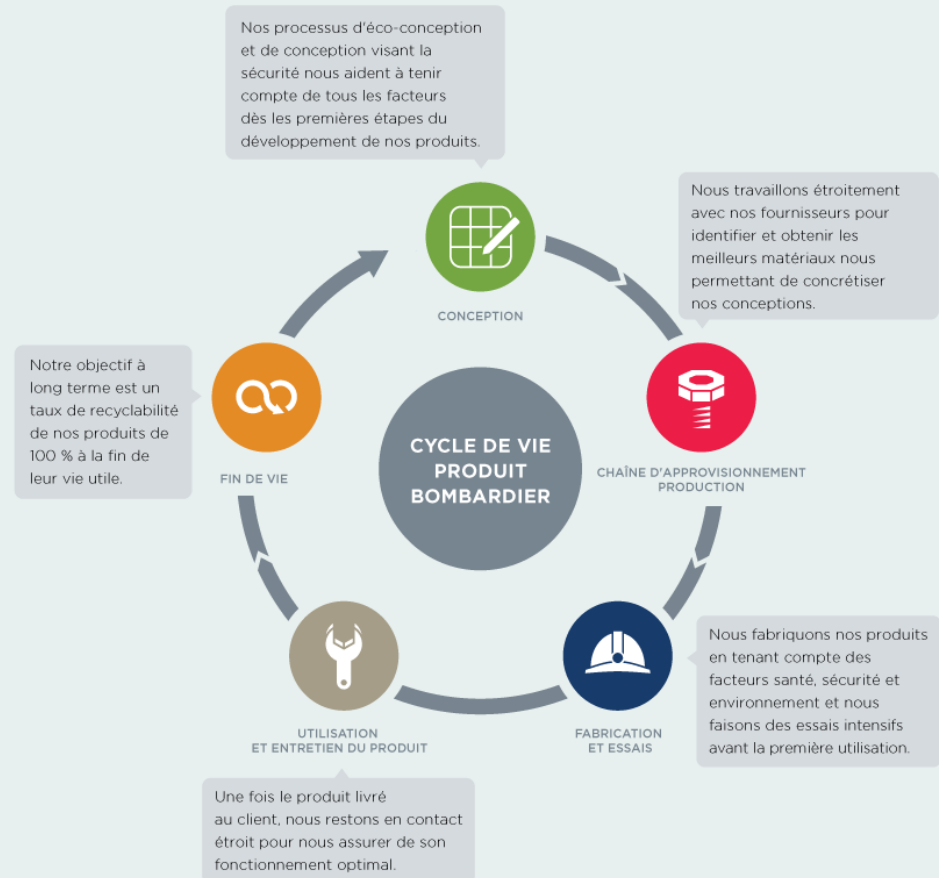 Nos processus d'éco-conception
et de conception visant la
sécurité nous aident à tenir
compte de tous les facteurs
dès les premières étapes du
développement de nos produits.
CONCEPTION
Nous travaillons étroitement
avec nos fournisseurs pour
identifier et obtenir les
meilleurs matériaux nous
permettant de concrétiser
nos conceptions.
CHAÎNE D'APPROVISIONNEMENT
PRODUCTION
Notre objectif à
long terme est un
taux de recyclabilité
de nos produits de
100 % à la fin de
leur vie utile.
FIN DE VIE
CYCLE DE VIE
PRODUIT
BOMBARDIER
Nous fabriquons nos produits
en tenant compte des
facteurs santé, sécurité et
environnement et nous
faisons des essais intensifs
avant la première utilisation.
FABRICATION
ET ESSAIS
UTILISATION
ET ENTRETIEN DU PRODUIT
Une fois le produit livré
au client, nous restons en contact
étroit pour nous assurer de son
fonctionnement optimal.